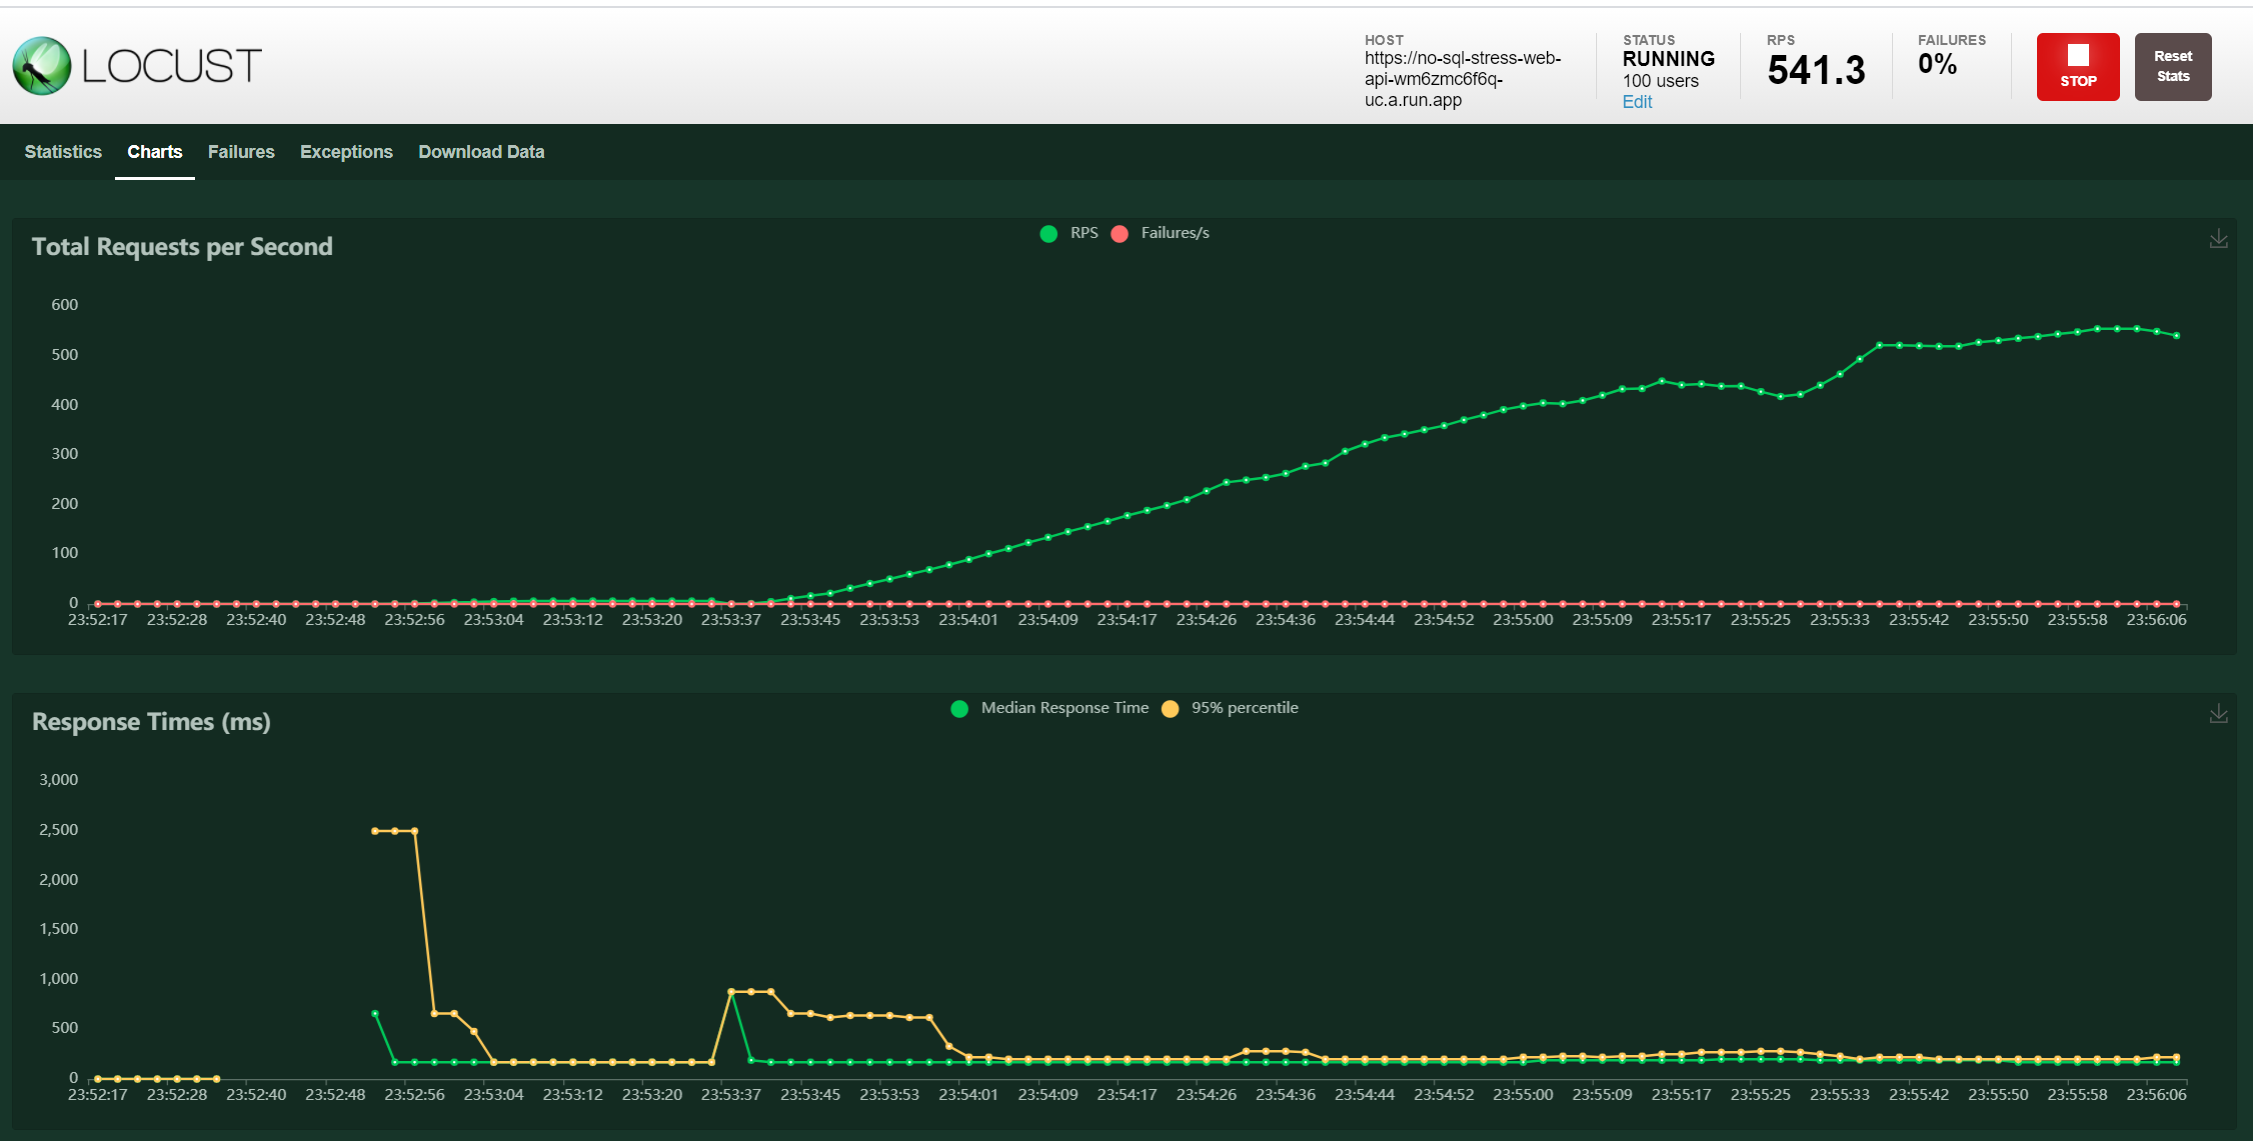 LOCUST
HOST
https://no-sql-stress-web-
api-wm6zmc6f6q-
uc.a.run.app
STATUS
RUNNING
100 users
Edit
RPS
541.3
FAILURES
0%
STOP
Reset
Stats
Statistics Charts Failures Exceptions Download Data
Total Requests per Second
RPS Failures/s
600
500
400
300
200
100
0
23:52:17 23:52:28 23:52:40 23:52:48 23:52:56 23:53:04 23:53:12 23:53:20 23:53:37 23:53:45 23:53:53 23:54:01 23:54:09 23:54:17 23:54:26 23:54:36 23:54:44 23:54:52 23:55:00 23:55:09 23:55:17 23:55:25 23:55:33 23:55:42 23:55:50 23:55:58 23:56:06
Response Times (ms)
Median Response Time 95% percentile
3,000
2,500
2,000
1,500
1,000
500
0
23:52:17 23:52:28 23:52:40 23:52:48 23:52:56 23:53:04 23:53:12 23:53:20 23:53:37 23:53:45 23:53:53 23:54:01 23:54:09 23:54:17 23:54:26 23:54:36 23:54:44 23:54:52 23:55:00 23:55:09 23:55:17 23:55:25 23:55:33 23:55:42 23:55:50 23:55:58 23:56:06